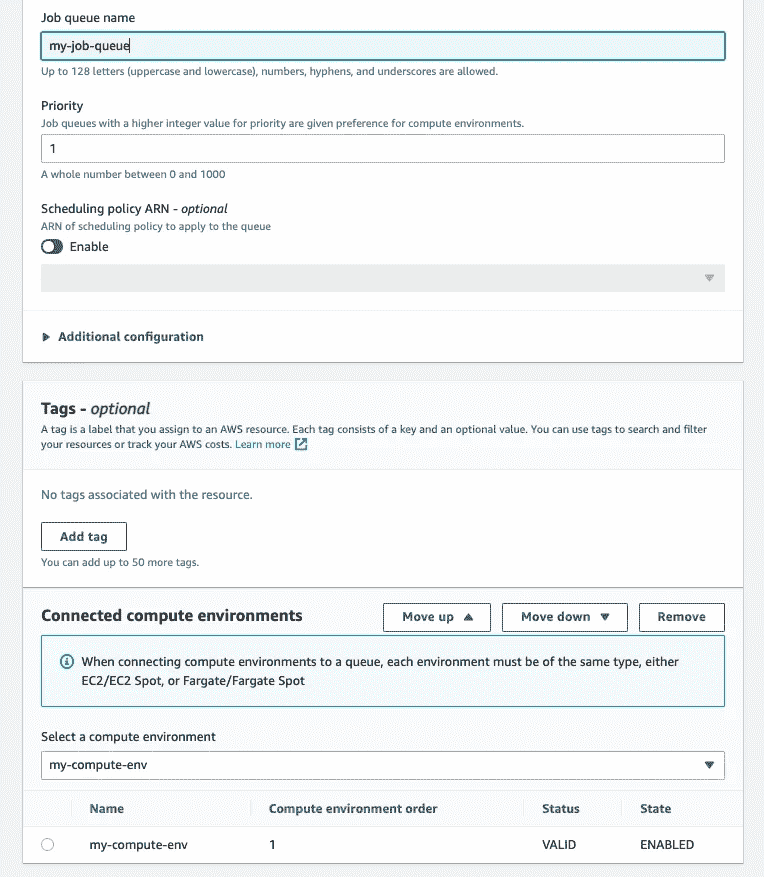 Job queue name
my-job-queue
Up to 128 letters (uppercase and lowercase), numbers, hyphens, and underscores are allowed.
Priority
Job queues with a higher integer value for priority are given preference for compute environments.
1
A whole number between 0 and 1000
Scheduling policy ARN - optional
ARN of scheduling policy to apply to the queue
Enable
Additional configuration
Tags - optional
A tag is a label that you assign to an AWS resource. Each tag consists of a key and an optional value. You can use tags to search and filter
your resources or track your AWS costs. Learn more
No tags associated with the resource.
Add tag
You can add up to 50 more tags.
Connected compute environments Move up Move down Remove
When connecting compute environments to a queue, each environment must be of the same type, either
EC2/EC2 Spot, or Fargate/Fargate Spot
Select a compute environment
my-compute-env
Name Compute environment order Status State
my-compute-env 1 VALID ENABLED